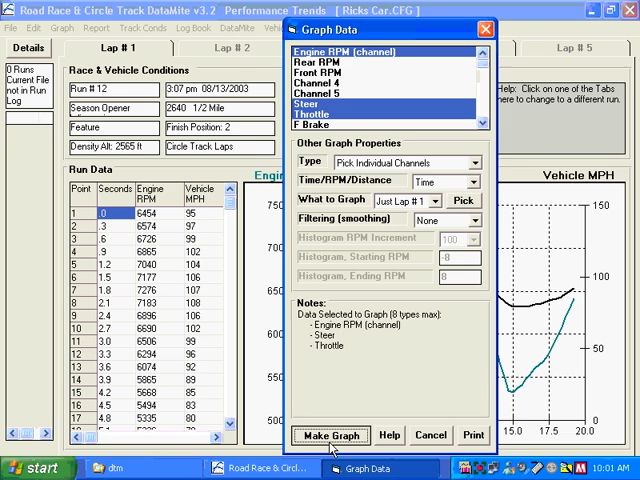 Road Race & Circle Track DataMite v3.2 Performance Trends [ Ricks Car.CFG ]
File Edit Graph Reports Track Conds Log Book DataMite
Details
Lap # 1
Lap # 2
Lap # 5
0 Runs
Current File
not in Run
Log
Race & Vehicle Conditions
Run # 12
3:07 pm 08/13/2003
Season Opener
2640 1/2 Mile
Feature
Finish Position: 2
Density Alt: 2565 ft
Circle Track Laps
Help: Click on one of the Tabs
here to change to a different run.
Run Data
Point Seconds Engine RPM Vehicle MPH
1 .0 6454 95
2 .3 6574 97
3 .6 6726 99
4 .9 6865 102
5 1.2 7040 104
6 1.5 7177 106
7 1.8 7276 107
8 2.1 7183 108
9 2.4 6896 106
10 2.7 6690 102
11 3.0 6506 99
12 3.3 6294 96
13 3.6 6074 92
14 3.9 5865 89
15 4.2 5668 85
16 4.5 5494 83
17 4.8 5335 80
Engin
750
700
650
600
550
500
Vehicle MPH
150
100
50
0
15.0 17.5 20.00
Graph Data
Engine RPM (channel)
Rear RPM
Front RPM
Channel 4
Channel 5
Steer
Throttle
F Brake
Other Graph Properties
Type Pick Individual Channels
Time/RPM/Distance Time
What to Graph Just Lap # 1 Pick
Filtering (smoothing) None
Histogram RPM Increment 100
Histogram, Starting RPM -8
Histogram, Ending RPM 8
Notes:
Data Selected to Graph (8 types max):
- Engine RPM (channel)
- Steer
- Throttle
Make Graph Help Cancel Print
start
dtm
Road Race & Circl...
Graph Data
10:01 AM